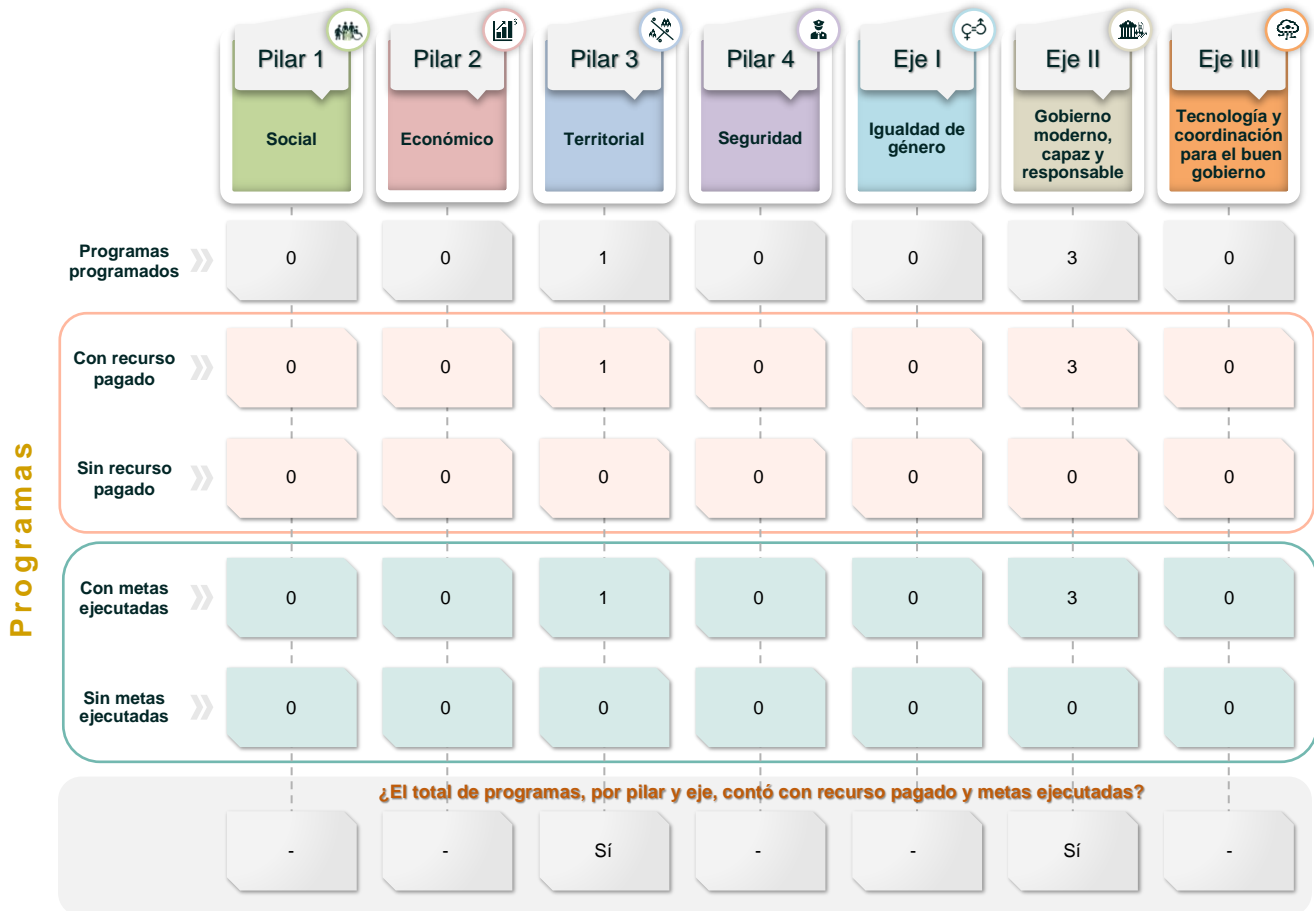 Pilar 1
Pilar 2
Pilar 3
Pilar 4
Eje I
Eje II
Eje III
Social
Económico
Territorial
Seguridad
Igualdad de
género
Gobierno
moderno,
capaz y
responsable
Tecnología y
coordinación
para el buen
gobierno
Programas
Programas
programados
0 0 1 0 0 3 0
Con recurso
pagado
0 0 1 0 0 3 0
Sin recurso
pagado
0 0 0 0 0 0 0
Con metas
ejecutadas
0 0 1 0 0 3 0
Sin metas
ejecutadas
0 0 0 0 0 0 0
¿El total de programas, por pilar y eje, contó con recurso pagado y metas ejecutadas?
- - Sí - - Sí -